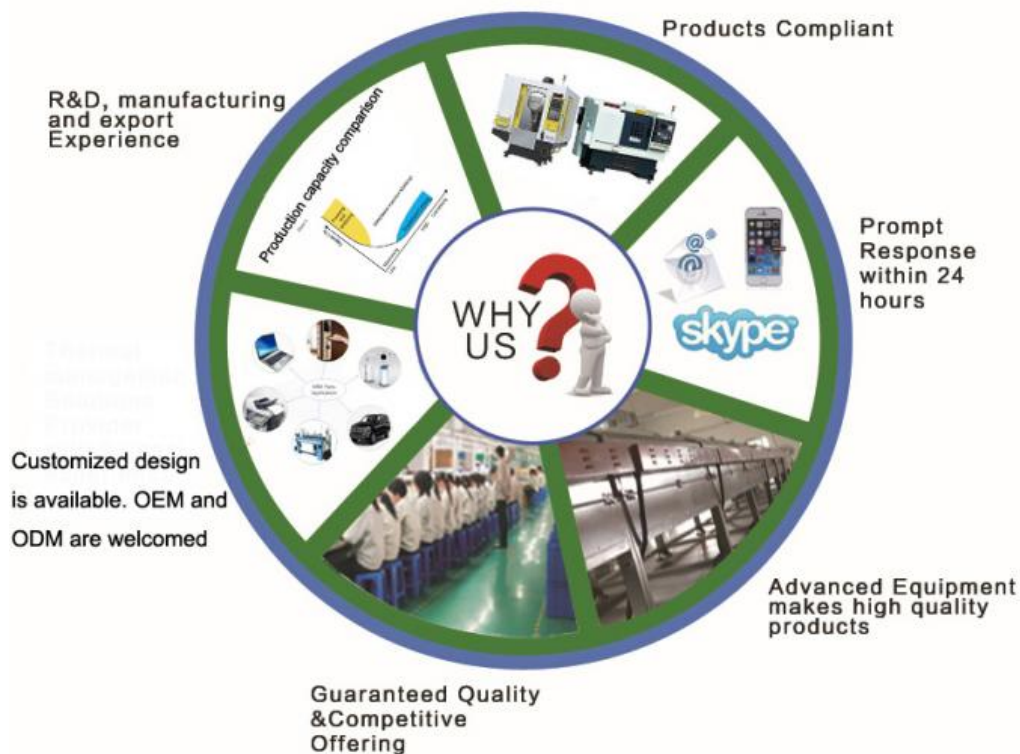 Products Compliant
R&D, manufacturing
and export
Experience
Production capacity comparison
Prompt
Response
within 24
hours
WHY
US
skype
Customized design
is available. OEM and
ODM are welcomed
Advanced Equipment
makes high quality
products
Guaranteed Quality
&Competitive
Offering